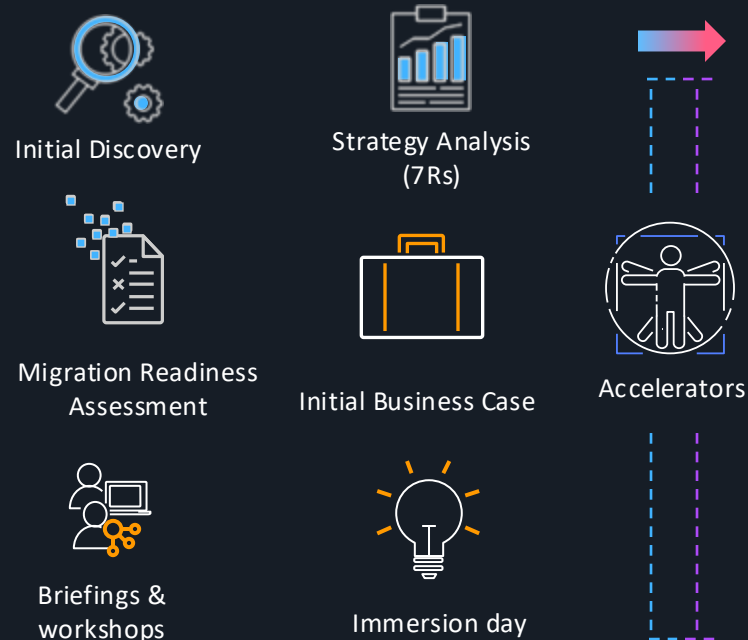 Initial Discovery
Strategy Analysis
(7Rs)
Migration Readiness
Assessment
Initial Business Case
Accelerators
Briefings &
workshops
Immersion day